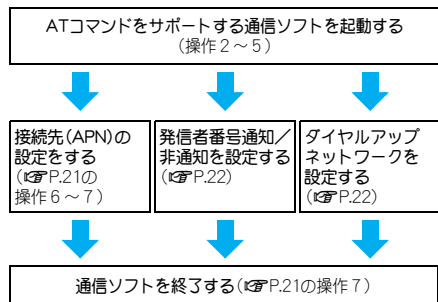 ATコマンドをサポートする通信ソフトを起動する
(操作2～5)
接続先(APN)の
設定をする
(☞P.21の
操作6～7)
発信者番号通知／
非通知を設定する
(☞P.22)
ダイヤルアップ
ネットワークを
設定する
(☞P.22)
通信ソフトを終了する(☞P.21の操作7)